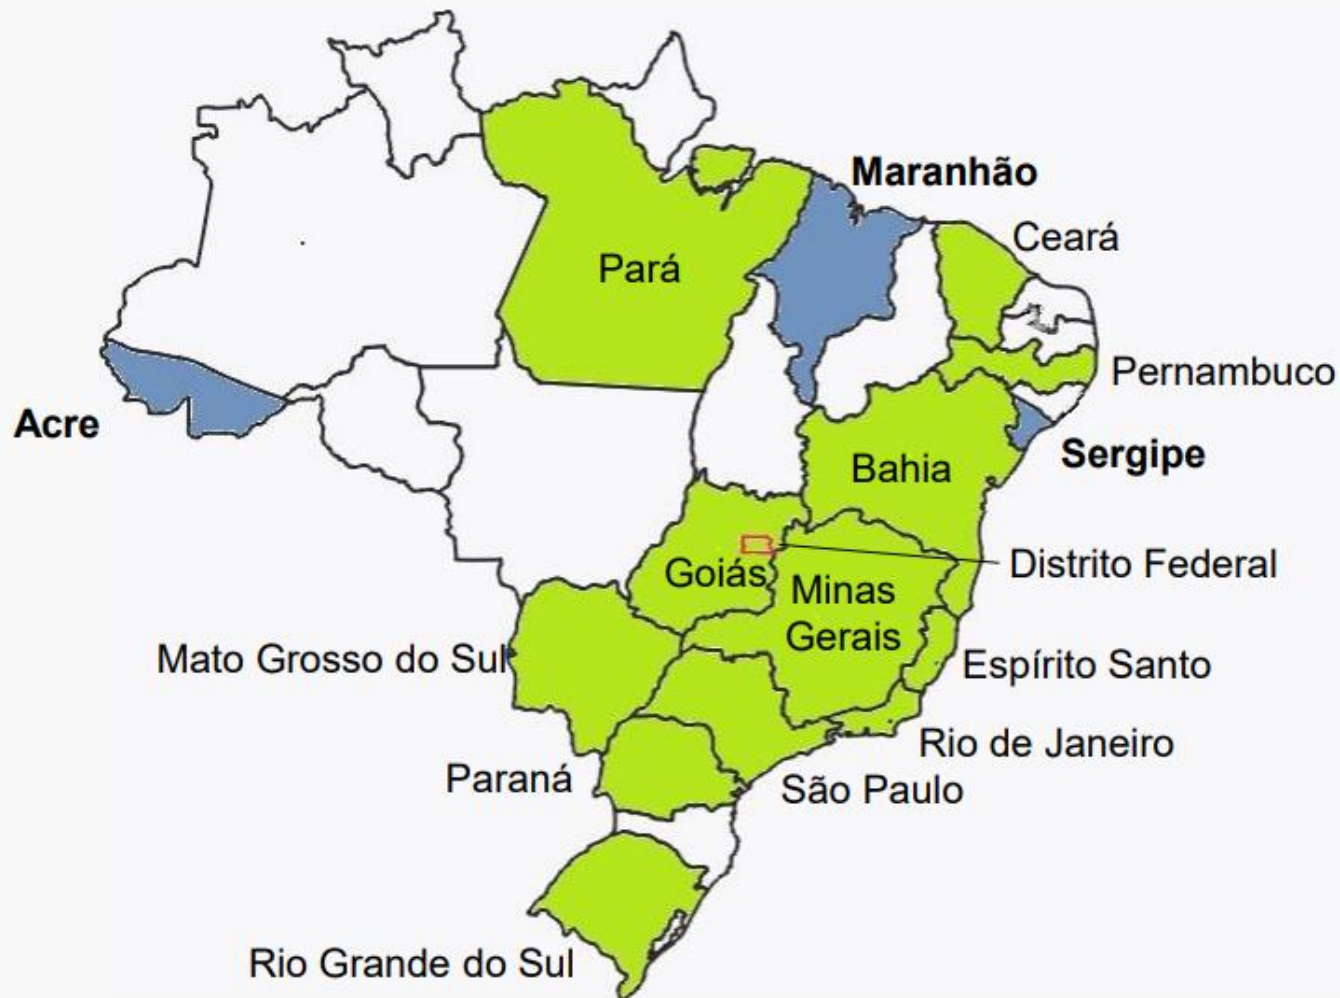 Maranhão
Ceará
Pará
Pernambuco
Acre
Sergipe
Bahia
Distrito Federal
Goiás
Minas
Gerais
Mato Grosso do Sul
Espírito Santo
Rio de Janeiro
Paraná
São Paulo
Rio Grande do Sul